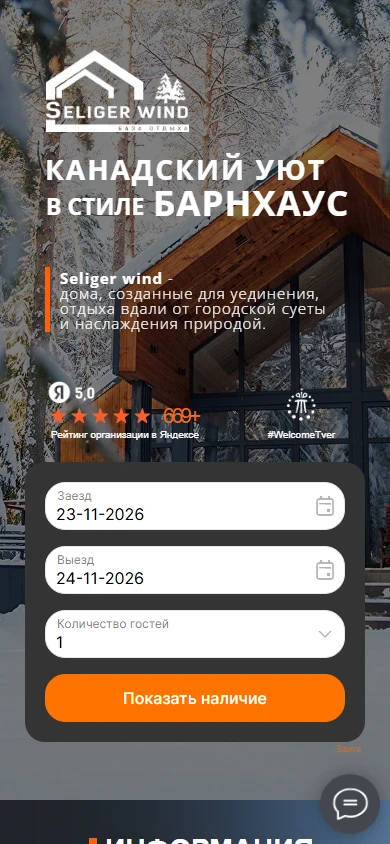 SELIGER WIND
БАЗА ОТДЫХА
КАНАДСКИЙ УЮТ
В СТИЛЕ БАРНХАУС
Seliger wind -
дома, созданные для уединения,
отдыха вдали от городской суеты
и наслаждения природой.
Я 5,0
669+
Рейтинг организации в Яндексе
#WelcomeTver
Заезд
23-11-2026
Выезд
24-11-2026
Количество гостей
1
Показать наличие
ИНФОРМАЦИЯ